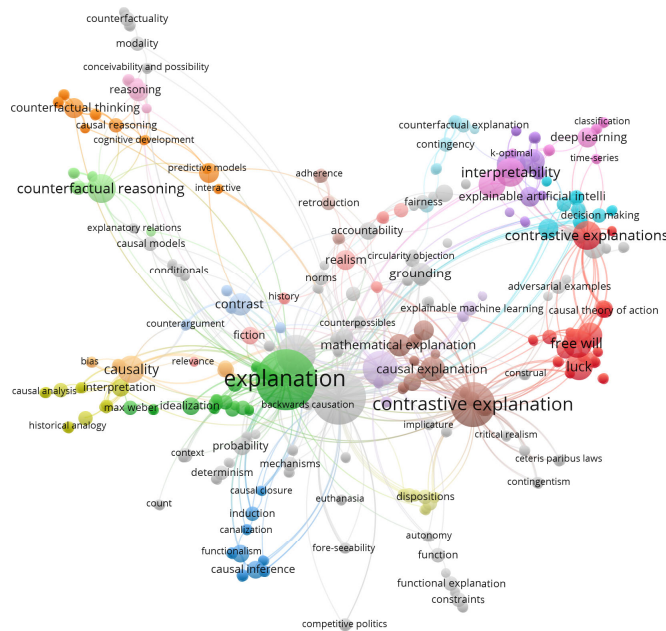 counterfactuality
modality
conceivability and possibility
reasoning
counterfactual thinking
causal reasoning
cognitive development
counterfactual explanation
classification
contingency
deep learning
k-optimal
time-series
predictive models
adherence
interpretability
counterfactual reasoning
interactive
retroduction
fairness
explainable artificial intelli
decision making
explanatory relations
accountability
contrastive explanations
causal models
circularity objection
realism
conditionals
norms
grounding
adversarial examples
contrast
history
explainable machine learning
causal theory of action
counterargument
counterpossibles
fiction
mathematical explanation
free will
bias
causality
relevance
causal explanation
luck
explanation
construal
causal analysis
interpretation
max weber
idealization
backwards causation
contrastive explanation
historical analogy
implicature
critical realism
probability
context
mechanisms
ceteris paribus laws
determinism
contingentism
causal closure
dispositions
count
euthanasia
induction
canalization
autonomy
functionalism
fore-seeability
function
causal inference
functional explanation
constraints
competitive politics